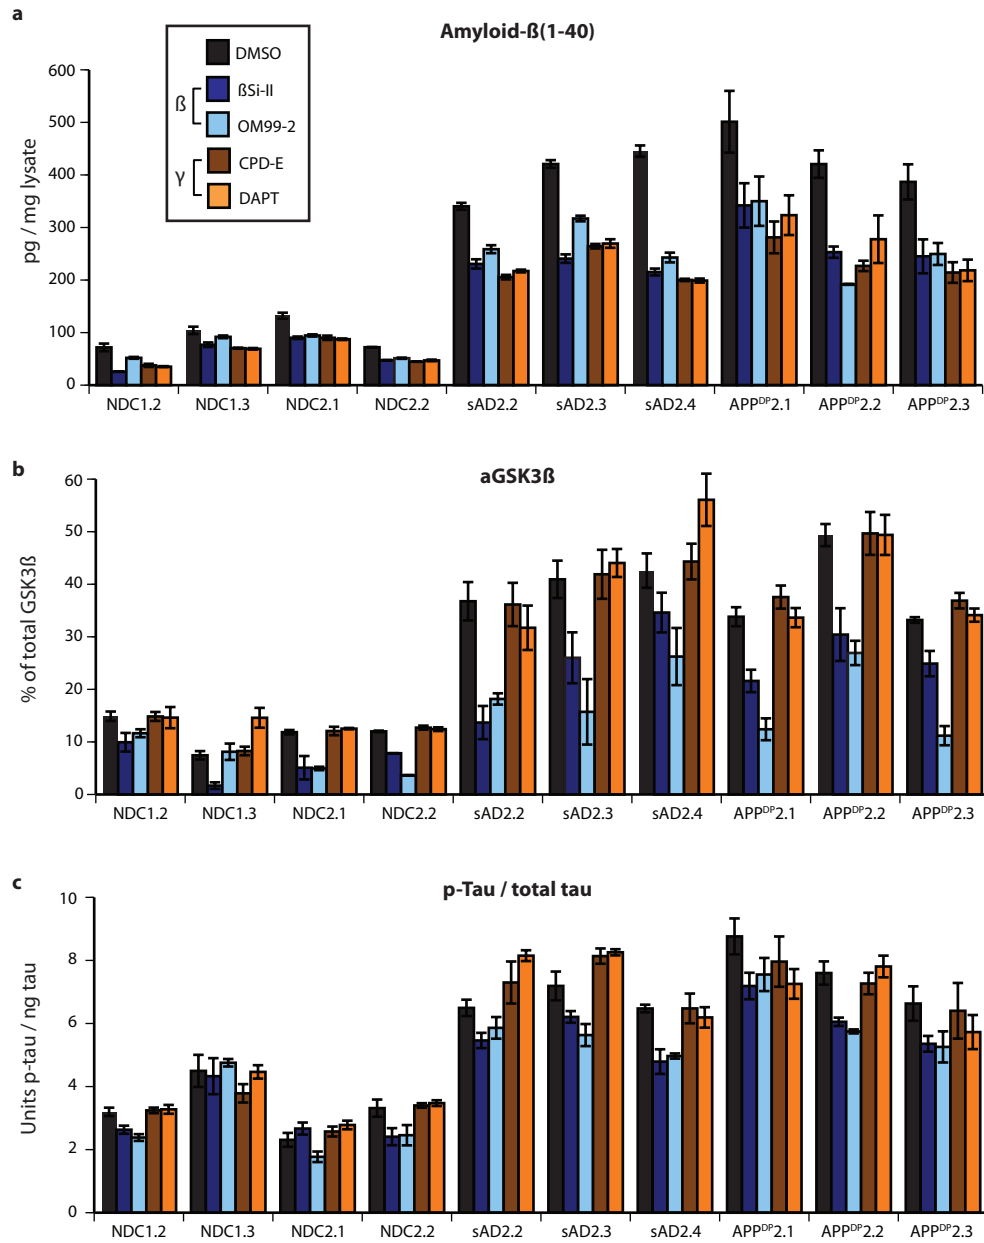 a
Amyloid-ß(1-40)
DMSO
ß
ßSi-II
OM99-2
γ
CPD-E
DAPT
pg / mg lysate
600
500
400
300
200
100
0
NDC1.2 NDC1.3 NDC2.1 NDC2.2 sAD2.2 sAD2.3 sAD2.4 APPDP2.1 APPDP2.2 APPDP2.3
b
aGSK3ß
% of total GSK3ß
60
50
40
30
20
10
0
NDC1.2 NDC1.3 NDC2.1 NDC2.2 sAD2.2 sAD2.3 sAD2.4 APPDP2.1 APPDP2.2 APPDP2.3
c
p-Tau / total tau
Units p-tau / ng tau
10
8
6
4
2
0
NDC1.2 NDC1.3 NDC2.1 NDC2.2 sAD2.2 sAD2.3 sAD2.4 APPDP2.1 APPDP2.2 APPDP2.3